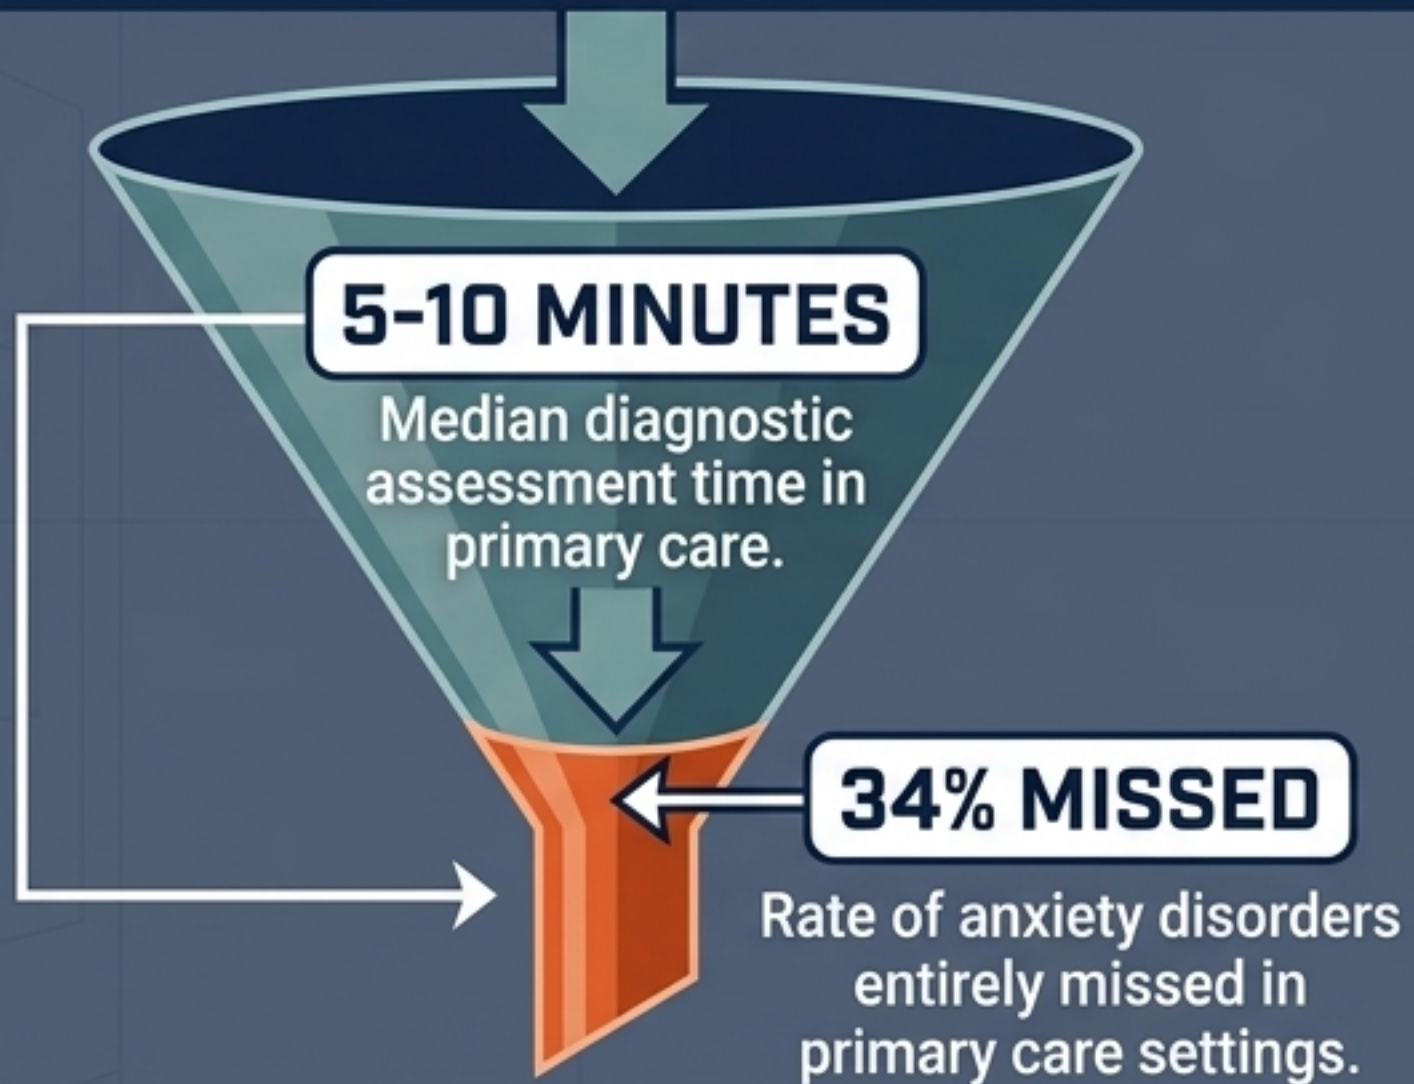 5-10 MINUTES
Median diagnostic
assessment time in
primary care.
34% MISSED
Rate of anxiety disorders
entirely missed in
primary care settings.